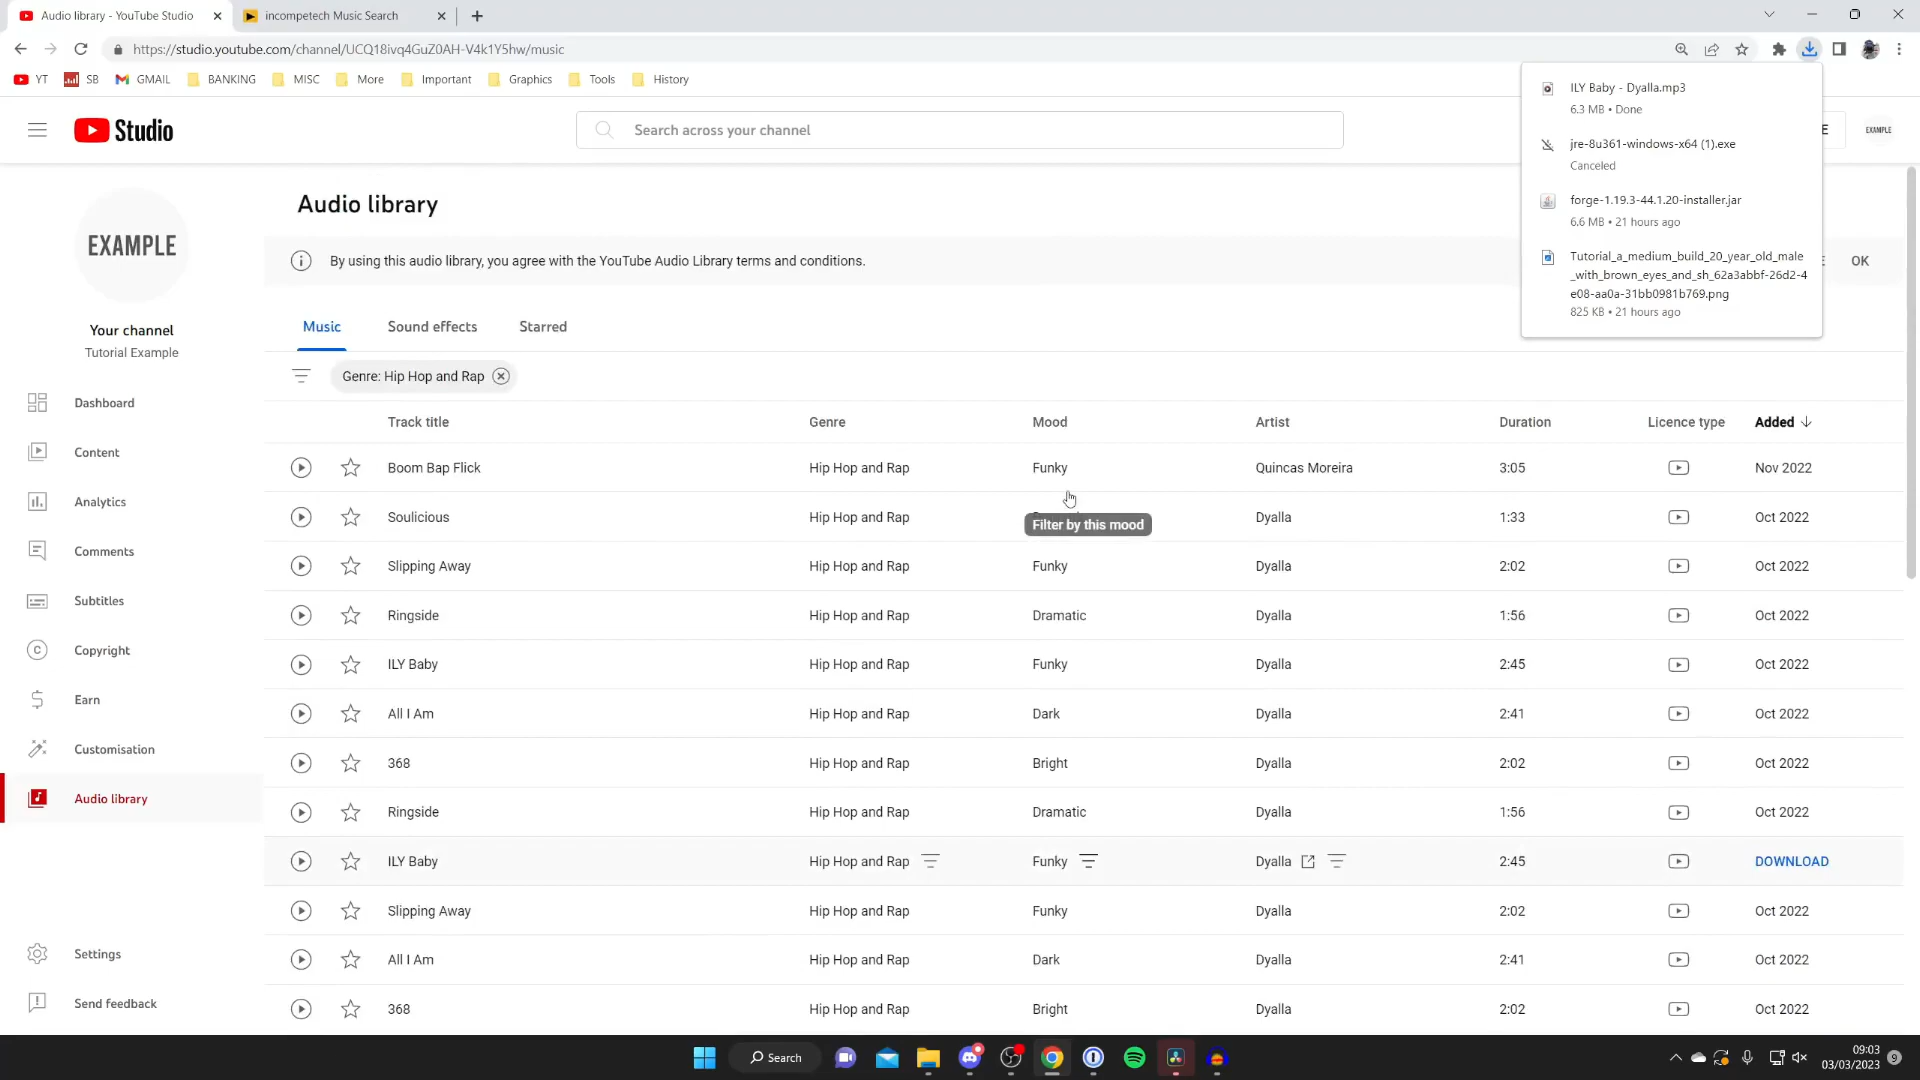 Audio library - YouTube Studio
incompetech Music Search
https://studio.youtube.com/channel/UCQ18ivq4GuZ0AH-V4k1Y5hw/music
YT
SB
GMAIL
BANKING
MISC
More
Important
Graphics
Tools
History
ILY Baby - Dyalla.mp3
6.3 MB • Done
jre-8u361-windows-x64 (1).exe
Canceled
forge-1.19.3-44.1.20-installer.jar
6.6 MB • 21 hours ago
Tutorial_a_medium_build_20_year_old_male
_with_brown_eyes_and_sh_62a3abbf-26d2-4
e08-aa0a-31bb0981b769.png
825 KB • 21 hours ago
Studio
Search across your channel
E
EXAMPLE
EXAMPLE
Your channel
Tutorial Example
Dashboard
Content
Analytics
Comments
Subtitles
Copyright
Earn
Customisation
Audio library
Settings
Send feedback
Audio library
By using this audio library, you agree with the YouTube Audio Library terms and conditions.
E
OK
Music
Sound effects
Starred
Genre: Hip Hop and Rap
Track title Genre Mood Artist Duration Licence type Added
Boom Bap Flick Hip Hop and Rap Funky Quincas Moreira 3:05 Nov 2022
Soulicious Hip Hop and Rap Dyalla 1:33 Oct 2022
Filter by this mood
Slipping Away Hip Hop and Rap Funky Dyalla 2:02 Oct 2022
Ringside Hip Hop and Rap Dramatic Dyalla 1:56 Oct 2022
ILY Baby Hip Hop and Rap Funky Dyalla 2:45 Oct 2022
All I Am Hip Hop and Rap Dark Dyalla 2:41 Oct 2022
368 Hip Hop and Rap Bright Dyalla 2:02 Oct 2022
Ringside Hip Hop and Rap Dramatic Dyalla 1:56 Oct 2022
ILY Baby Hip Hop and Rap Funky Dyalla 2:45 DOWNLOAD
Slipping Away Hip Hop and Rap Funky Dyalla 2:02 Oct 2022
All I Am Hip Hop and Rap Dark Dyalla 2:41 Oct 2022
368 Hip Hop and Rap Bright Dyalla 2:02 Oct 2022
Search
09:03
03/03/2023
9